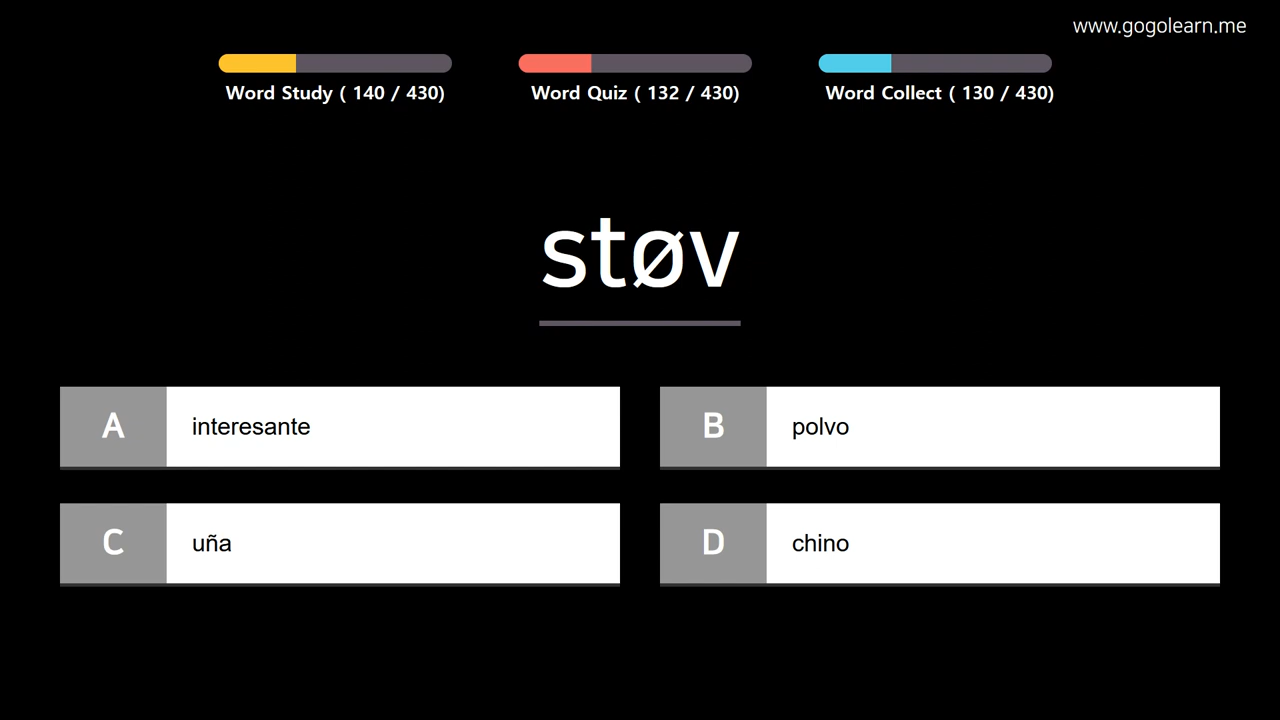 www.gogolearn.me
Word Study ( 140 / 430)
Word Quiz ( 132 / 430)
Word Collect ( 130 / 430)
støv
A interesante
B polvo
C uña
D chino